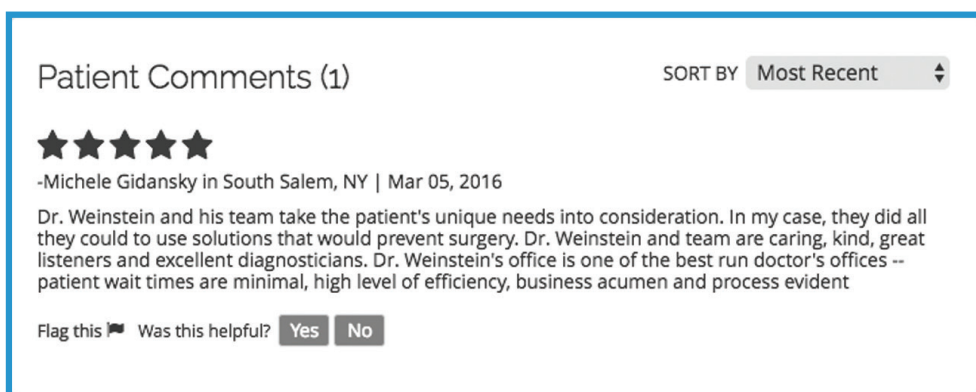 Patient Comments (1)
SORT BY Most Recent
-Michele Gidansky in South Salem, NY | Mar 05, 2016
Dr. Weinstein and his team take the patient's unique needs into consideration. In my case, they did all
they could to use solutions that would prevent surgery. Dr. Weinstein and team are caring, kind, great
listeners and excellent diagnosticians. Dr. Weinstein's office is one of the best run doctor's offices --
patient wait times are minimal, high level of efficiency, business acumen and process evident
Flag this Was this helpful? Yes No